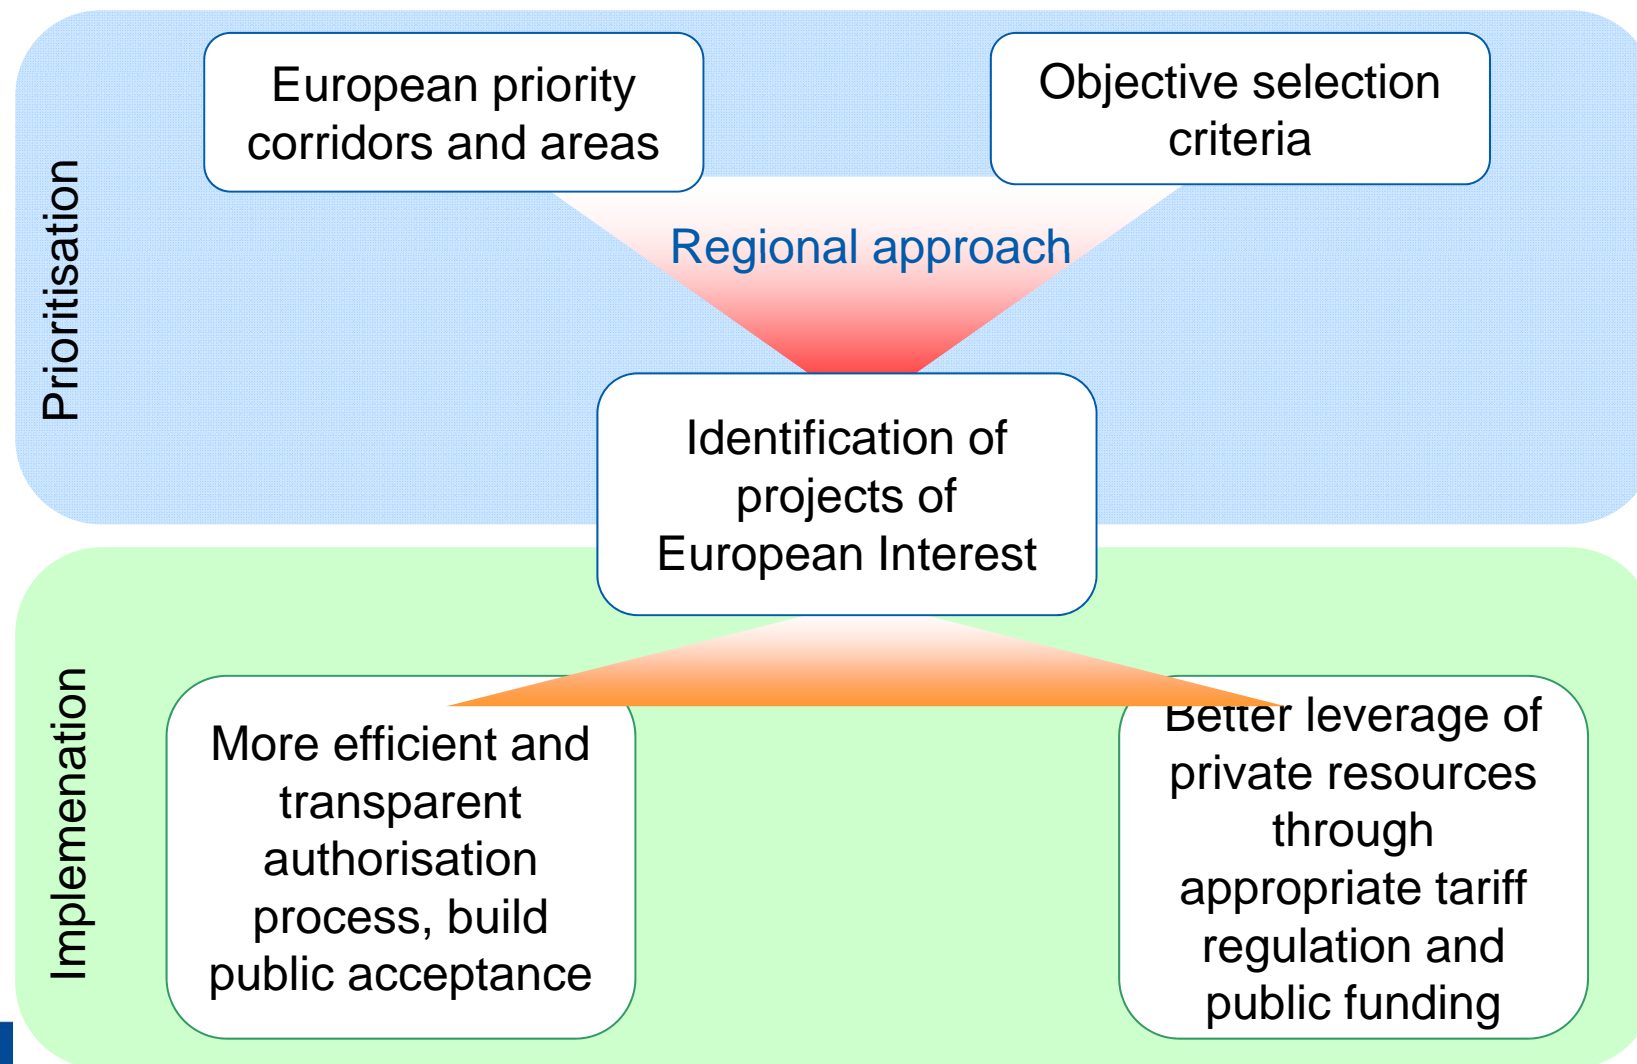 Prioritisation
European priority
corridors and areas
Objective selection
criteria
Regional approach
Identification of
projects of
European Interest
Implemenation
More efficient and
transparent
authorisation
process, build
public acceptance
Better leverage of
private resources
through
appropriate tariff
regulation and
public funding